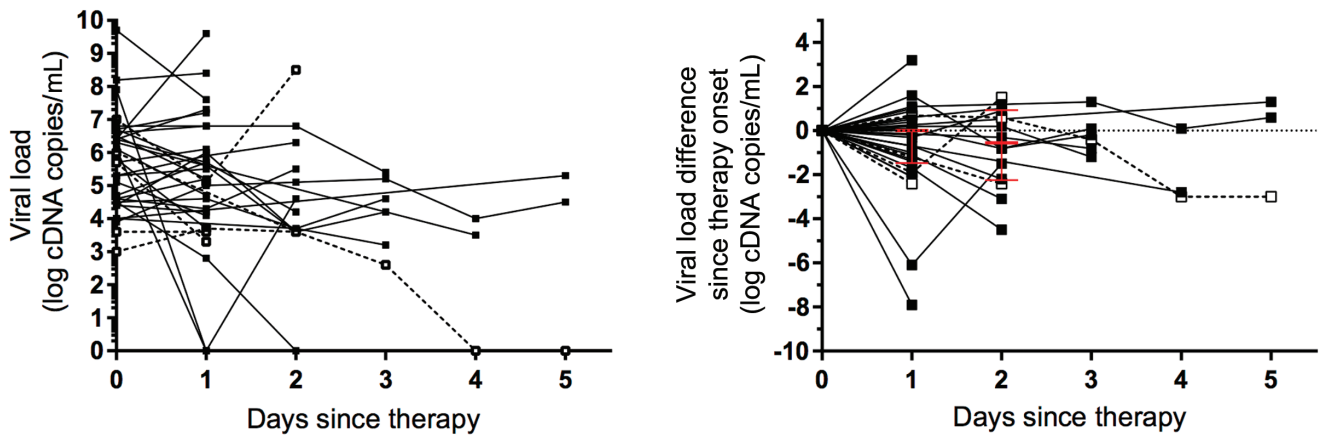 Viral load
(log cDNA copies/mL)
10
9
8
7
6
5
4
3
2
1
0
0 1 2 3 4 5
Days since therapy
Viral load difference
since therapy onset
(log cDNA copies/mL)
4
2
0
-2
-4
-6
-8
-10
0 1 2 3 4 5
Days since therapy